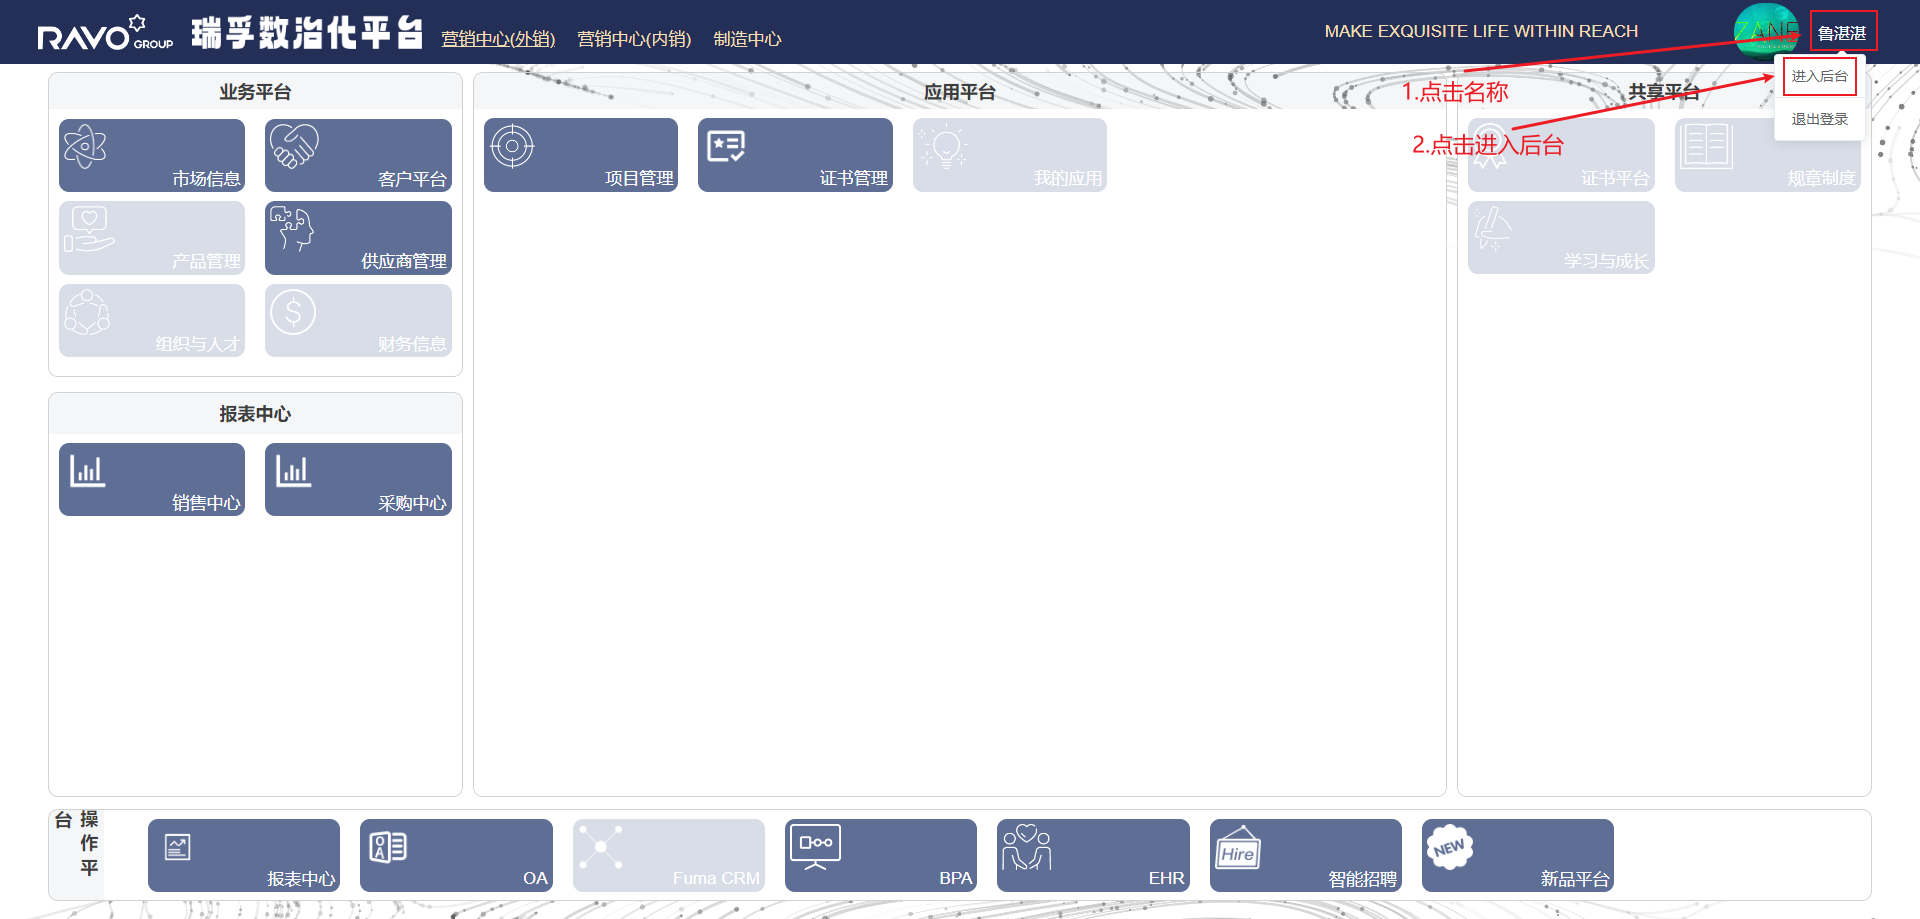 RAVO GROUP 瑞孚数治化平台 营销中心(外销) 营销中心(内销) 制造中心 MAKE EXQUISITE LIFE WITHIN REACH ZANE 鲁湛湛
进入后台
退出登录
1.点击名称
2.点击进入后台
业务平台
市场信息 客户平台
产品管理 供应商管理
组织与人才 财务信息
报表中心
销售中心 采购中心
应用平台
项目管理 证书管理 我的应用
共享平台
证书平台 规章制度
学习与成长
操作平台
报表中心 OA Fuma CRM BPA EHR Hire 智能招聘 NEW 新品平台